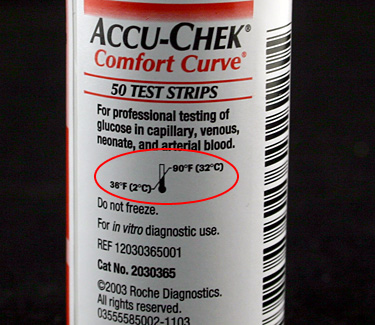 ACCU-CHEK®
Comfort Curve®
50 TEST STRIPS
For professional testing of
glucose in capillary, venous,
neonate, and arterial blood.
90°F (32°C)
36°F (2°C)
Do not freeze.
For in vitro diagnostic use.
REF 12030365001
Cat No. 2030365
©2003 Roche Diagnostics.
All rights reserved.
03555585002-1103